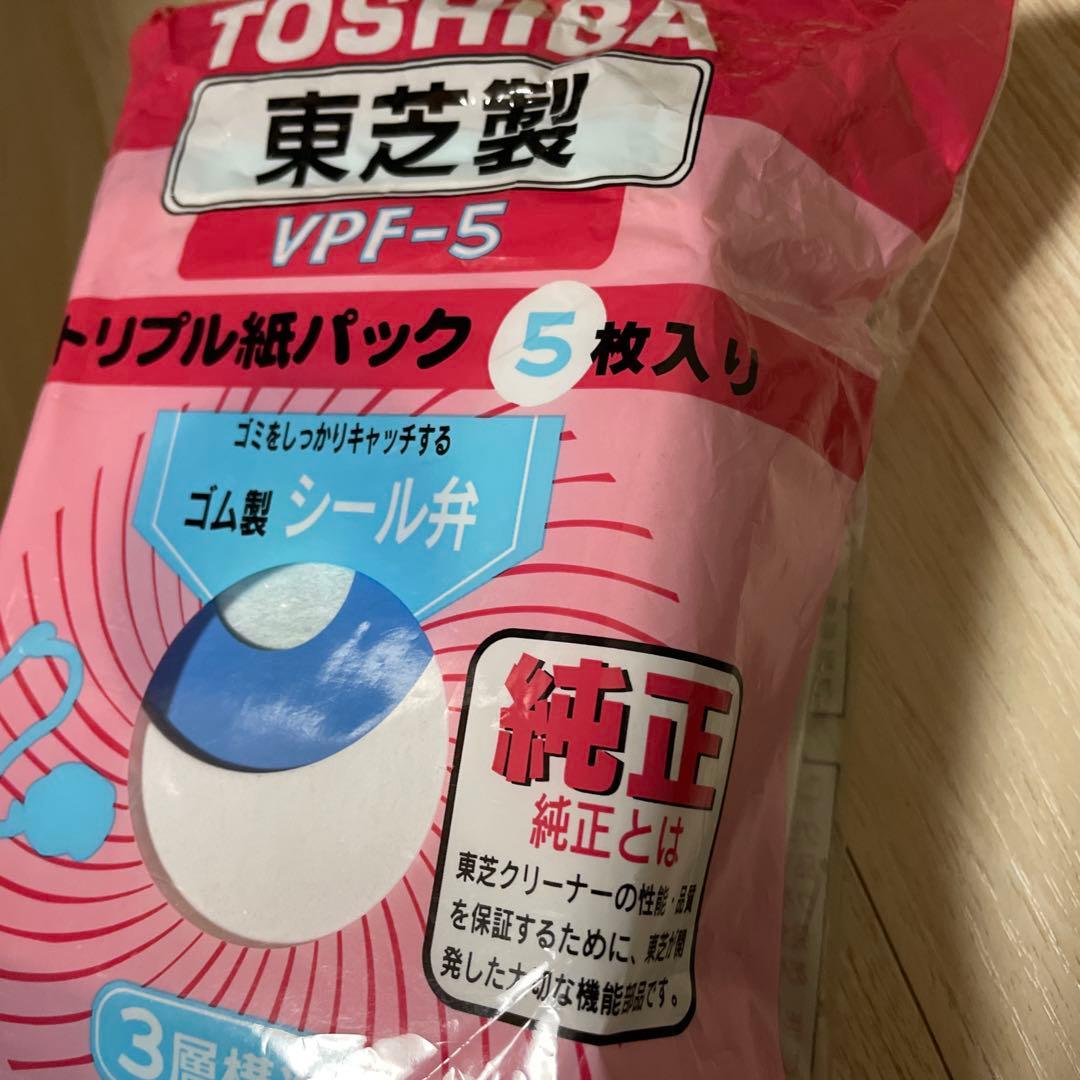 TOSHIBA
東芝製
VPF-5
トリプル紙パック 5枚入り
ゴミをしっかりキャッチする
ゴム製 シール弁
純正
純正とは
東芝クリーナーの性能・品質
を保証するために、東芝が開
発した大切な機能部品です。
3層構